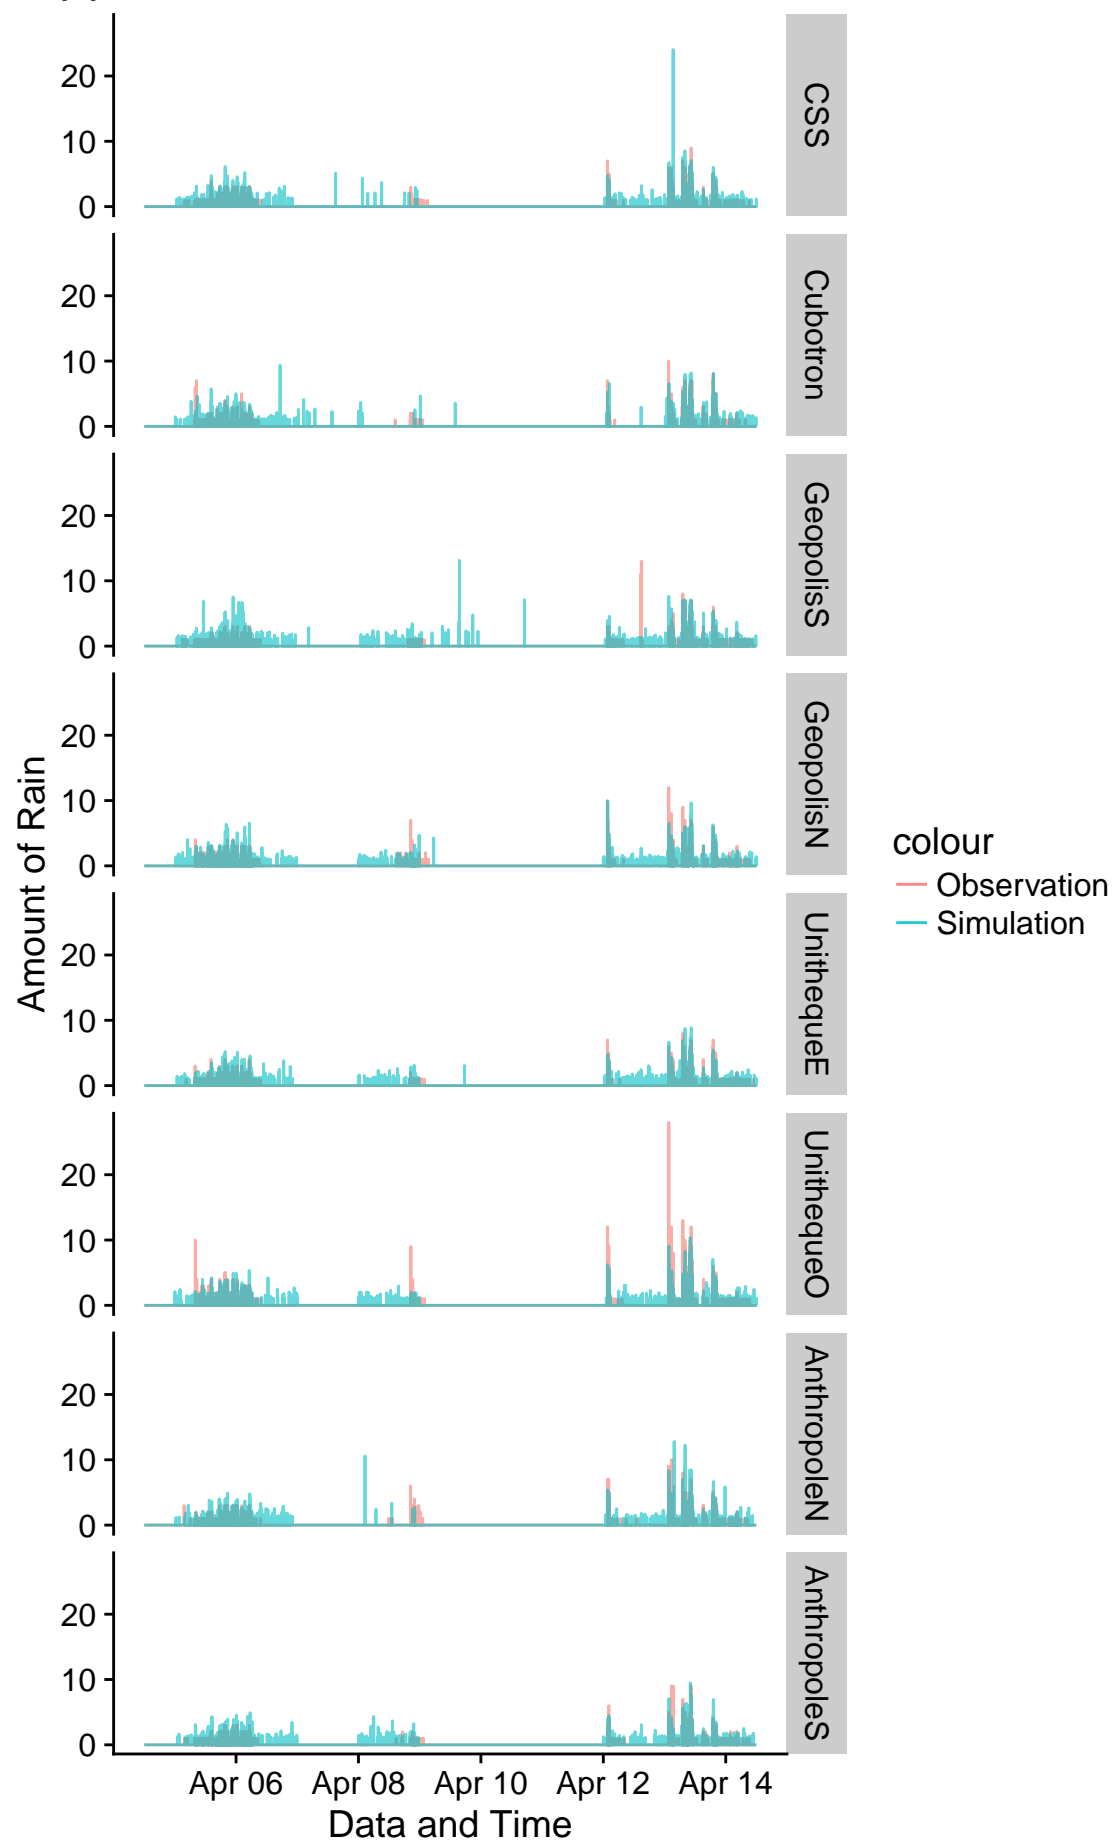 20
10
0
CSS
20
10
0
Cubotron
20
10
0
GeopolisS
20
10
0
GeopolisN
20
10
0
UnithequeE
20
10
0
UnithequeO
20
10
0
AnthropoleN
20
10
0
AnthropoleS
Amount of Rain
Apr 06 Apr 08 Apr 10 Apr 12 Apr 14
Data and Time
colour
Observation
Simulation